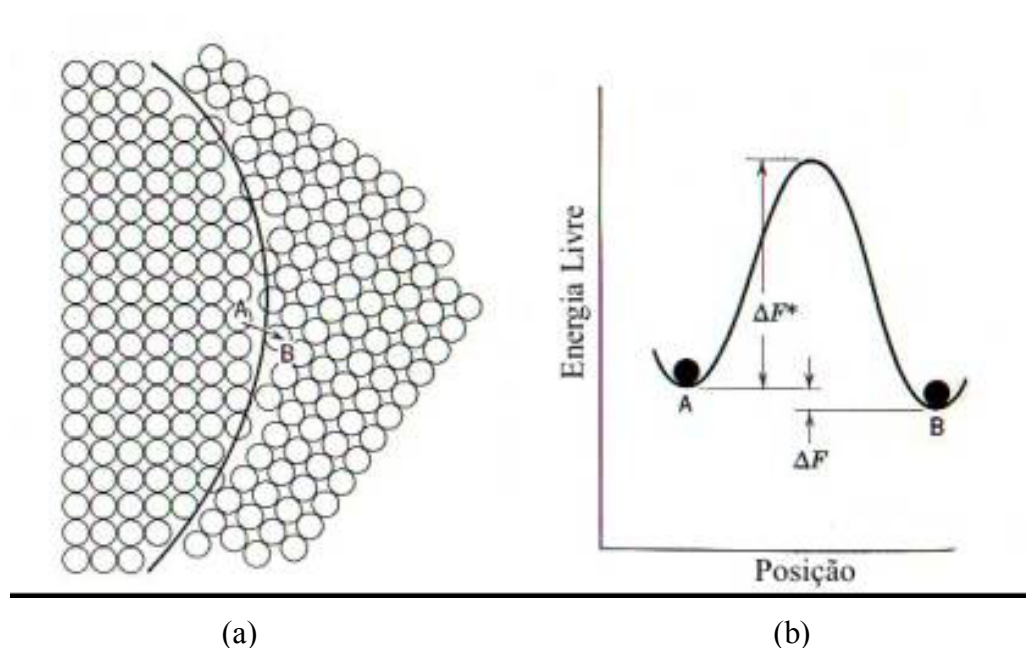 A
B
Energia Livre
ΔF*
A
B
ΔF
Posição
(a)
(b)